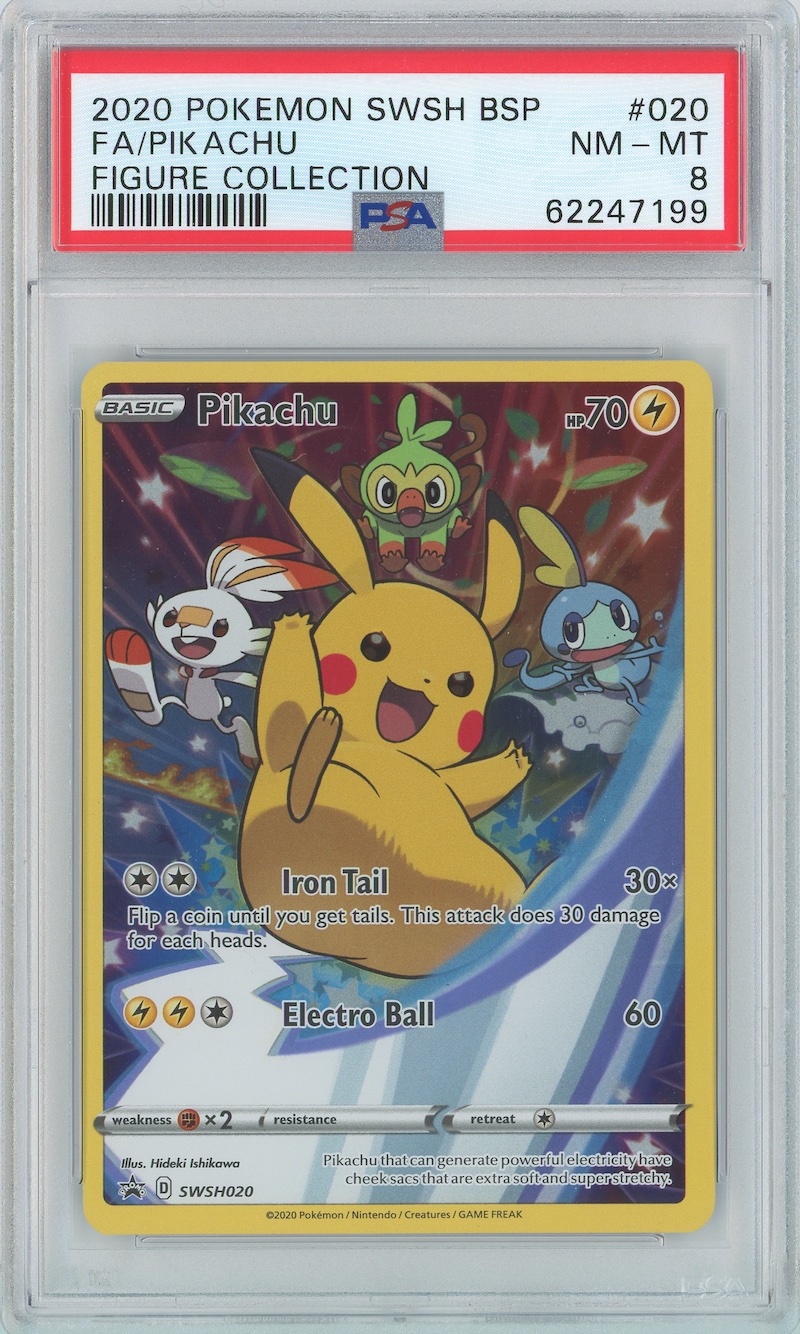 2020 POKEMON SWSH BSP #020
FA/PIKACHU NM – MT
FIGURE COLLECTION 8
PSA 62247199
BASIC Pikachu HP 70
Iron Tail 30×
Flip a coin until you get tails. This attack does 30 damage
for each heads.
Electro Ball 60
weakness ×2 resistance retreat
Illus. Hideki Ishikawa
Pikachu that can generate powerful electricity have
cheek sacs that are extra soft and super stretchy.
D SWSH020
©2020 Pokémon / Nintendo / Creatures / GAME FREAK
PSA